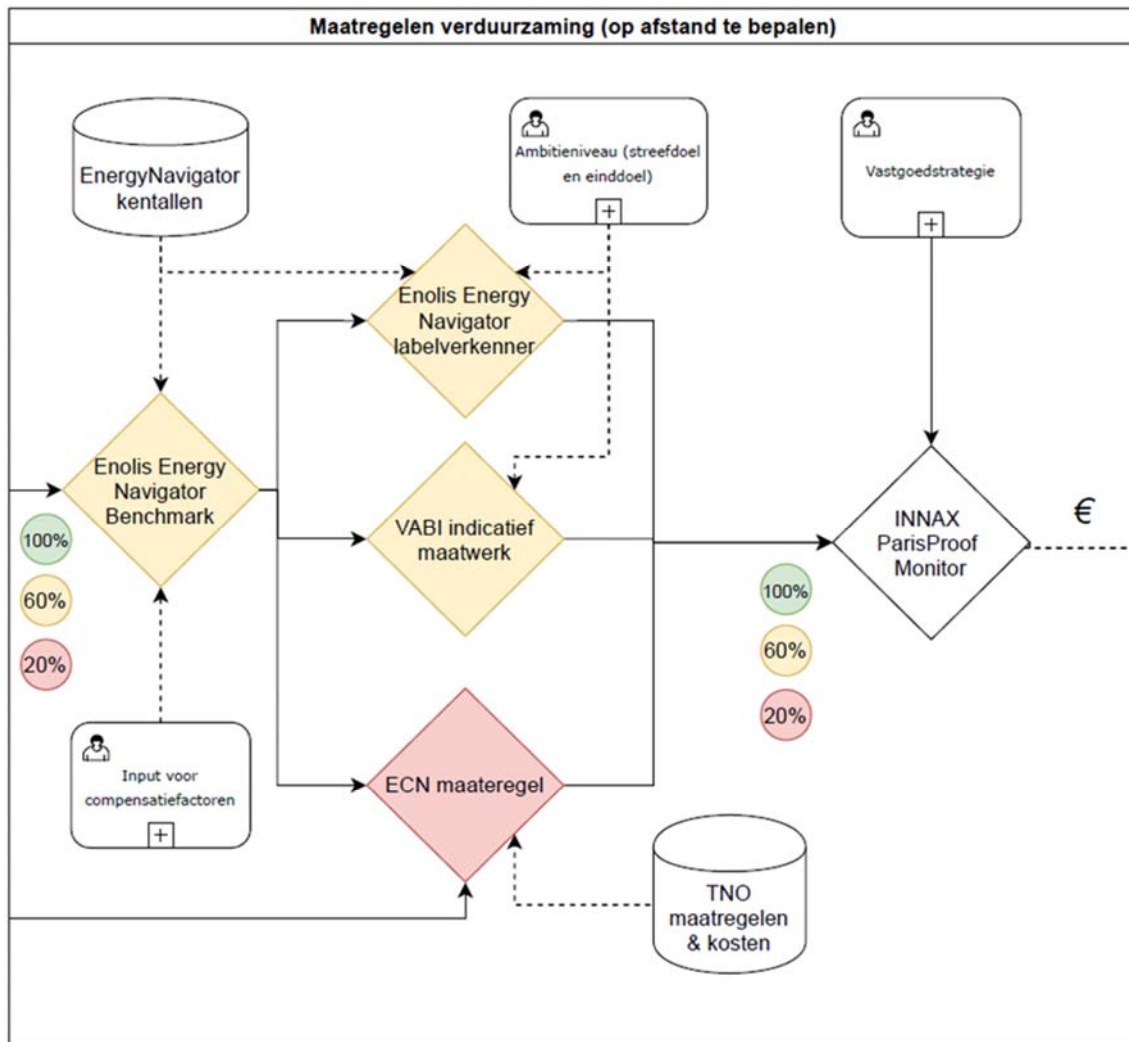 Maatregelen verduurzaming (op afstand te bepalen)
EnergyNavigator
kentallen
Ambitieniveau (streefdoel
en einddoel)
+
Vastgoedstrategie
+
Enolis Energy
Navigator
labelverkenner
Enolis Energy
Navigator
Benchmark
100%
60%
20%
VABI indicatief
maatwerk
INNAX
ParisProof
Monitor
€
100%
60%
20%
Input voor
compensatiefactoren
+
ECN maateregel
TNO
maatregelen
& kosten